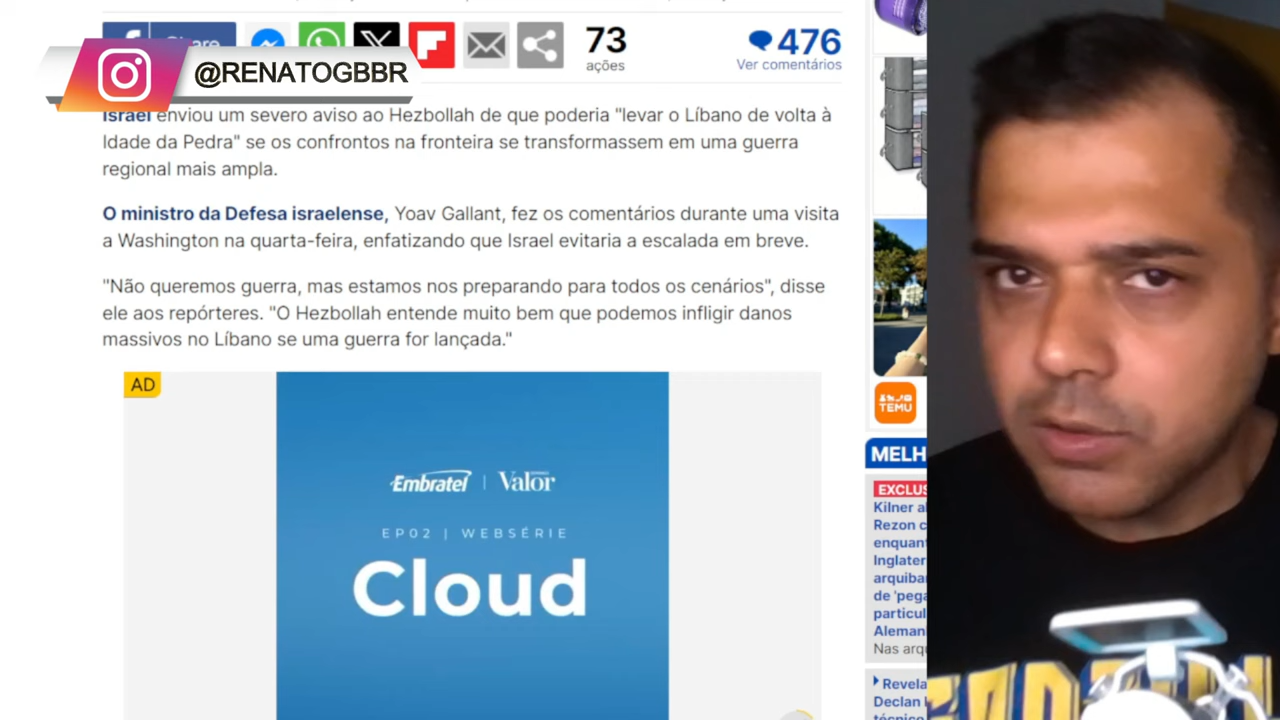 Share
73
ações
476
Ver comentários
@RENATOGBBR
Israel enviou um severo aviso ao Hezbollah de que poderia "levar o Líbano de volta à
Idade da Pedra" se os confrontos na fronteira se transformassem em uma guerra
regional mais ampla.
O ministro da Defesa israelense, Yoav Gallant, fez os comentários durante uma visita
a Washington na quarta-feira, enfatizando que Israel evitaria a escalada em breve.
"Não queremos guerra, mas estamos nos preparando para todos os cenários", disse
ele aos repórteres. "O Hezbollah entende muito bem que podemos infligir danos
massivos no Líbano se uma guerra for lançada."
AD
Embratel | Valor
EP02 | WEBSÉRIE
Cloud
TEMU
MELH
EXCLUS
Kilner a
Rezon c
enquant
Inglater
arquiba
de 'pega
particul
Aleman
Nas arq
Revela
Declan
técnico